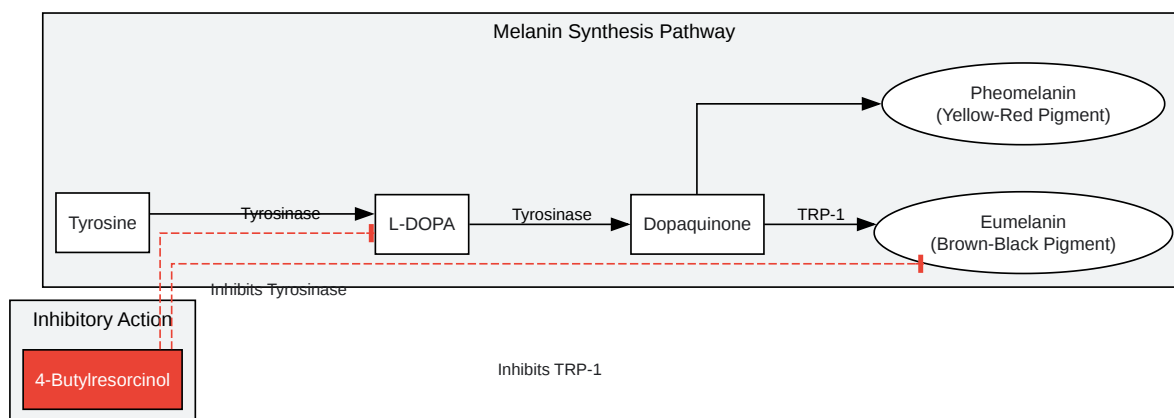 Melanin Synthesis Pathway
Pheomelanin
(Yellow-Red Pigment)
Tyrosine
Tyrosinase
L-DOPA
Tyrosinase
Dopaquinone
TRP-1
Eumelanin
(Brown-Black Pigment)
Inhibits Tyrosinase
Inhibitory Action
4-Butylresorcinol
Inhibits TRP-1